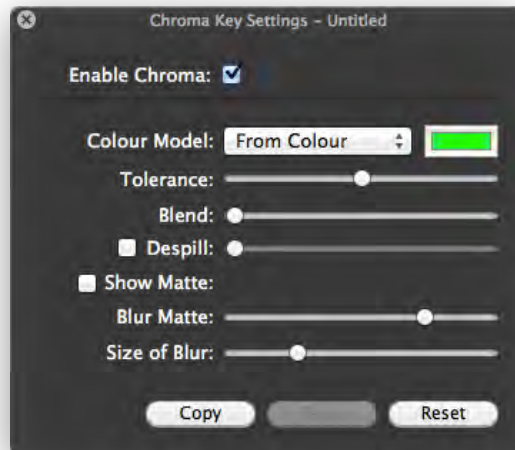 Chroma Key Settings – Untitled
Enable Chroma:
Colour Model: From Colour
Tolerance:
Blend:
Despill:
Show Matte:
Blur Matte:
Size of Blur:
Copy Reset